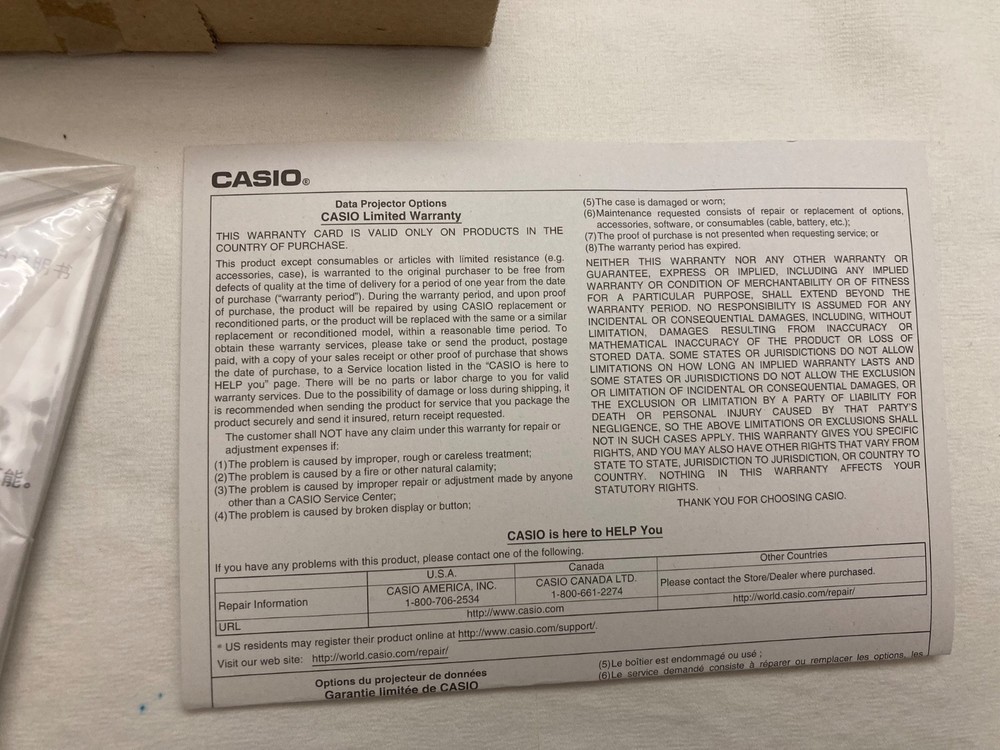 CASIO®
Data Projector Options
CASIO Limited Warranty
THIS WARRANTY CARD IS VALID ONLY ON PRODUCTS IN THE
COUNTRY OF PURCHASE.
This product except consumables or articles with limited resistance (e.g.
accessories, case), is warranted to the original purchaser to be free from
defects of quality at the time of delivery for a period of one year from the date
of purchase ("warranty period"). During the warranty period, and upon proof
of purchase, the product will be repaired by using CASIO replacement or
reconditioned parts, or the product will be replaced with the same or a similar
replacement or reconditioned model, within a reasonable time period. To
obtain these warranty services, please take or send the product, postage
paid, with a copy of your sales receipt or other proof of purchase that shows
the date of purchase, to a Service location listed in the "CASIO is here to
HELP you" page. There will be no parts or labor charge to you for valid
warranty services. Due to the possibility of damage or loss during shipping, it
is recommended when sending the product for service that you package the
product securely and send it insured, return receipt requested.
The customer shall NOT have any claim under this warranty for repair or
adjustment expenses if:
(1)The problem is caused by improper, rough or careless treatment;
(2)The problem is caused by a fire or other natural calamity;
(3)The problem is caused by improper repair or adjustment made by anyone
other than a CASIO Service Center;
(4)The problem is caused by broken display or button;
(5)The case is damaged or worn;
(6)Maintenance requested consists of repair or replacement of options,
accessories, software, or consumables (cable, battery, etc.);
(7)The proof of purchase is not presented when requesting service; or
(8)The warranty period has expired.
NEITHER THIS WARRANTY NOR ANY OTHER WARRANTY OR
GUARANTEE, EXPRESS OR IMPLIED, INCLUDING ANY IMPLIED
WARRANTY OR CONDITION OF MERCHANTABILITY OR OF FITNESS
FOR A PARTICULAR PURPOSE, SHALL EXTEND BEYOND THE
WARRANTY PERIOD. NO RESPONSIBILITY IS ASSUMED FOR ANY
INCIDENTAL OR CONSEQUENTIAL DAMAGES, INCLUDING, WITHOUT
LIMITATION, DAMAGES RESULTING FROM INACCURACY OR
MATHEMATICAL INACCURACY OF THE PRODUCT OR LOSS OF
STORED DATA. SOME STATES OR JURISDICTIONS DO NOT ALLOW
LIMITATIONS ON HOW LONG AN IMPLIED WARRANTY LASTS AND
SOME STATES OR JURISDICTIONS DO NOT ALLOW THE EXCLUSION
OR LIMITATION OF INCIDENTAL OR CONSEQUENTIAL DAMAGES, OR
THE EXCLUSION OR LIMITATION BY A PARTY OF LIABILITY FOR
DEATH OR PERSONAL INJURY CAUSED BY THAT PARTY'S
NEGLIGENCE, SO THE ABOVE LIMITATIONS OR EXCLUSIONS SHALL
NOT IN SUCH CASES APPLY. THIS WARRANTY GIVES YOU SPECIFIC
RIGHTS, AND YOU MAY ALSO HAVE OTHER RIGHTS THAT VARY FROM
STATE TO STATE, JURISDICTION TO JURISDICTION, OR COUNTRY TO
COUNTRY. NOTHING IN THIS WARRANTY AFFECTS YOUR
STATUTORY RIGHTS.
THANK YOU FOR CHOOSING CASIO.
CASIO is here to HELP You
If you have any problems with this product, please contact one of the following.
U.S.A. Canada Other Countries
Repair Information
CASIO AMERICA, INC.
1-800-706-2534
CASIO CANADA LTD.
1-800-661-2274
Please contact the Store/Dealer where purchased.
URL http://www.casio.com http://world.casio.com/repair/
* US residents may register their product online at http://www.casio.com/support/.
Visit our web site: http://world.casio.com/repair/
Options du projecteur de données
Garantie limitée de CASIO
(5)Le boîtier est endommagé ou usé ;
(6)Le service demandé consiste à réparer ou remplacer les options, les
明书
能。